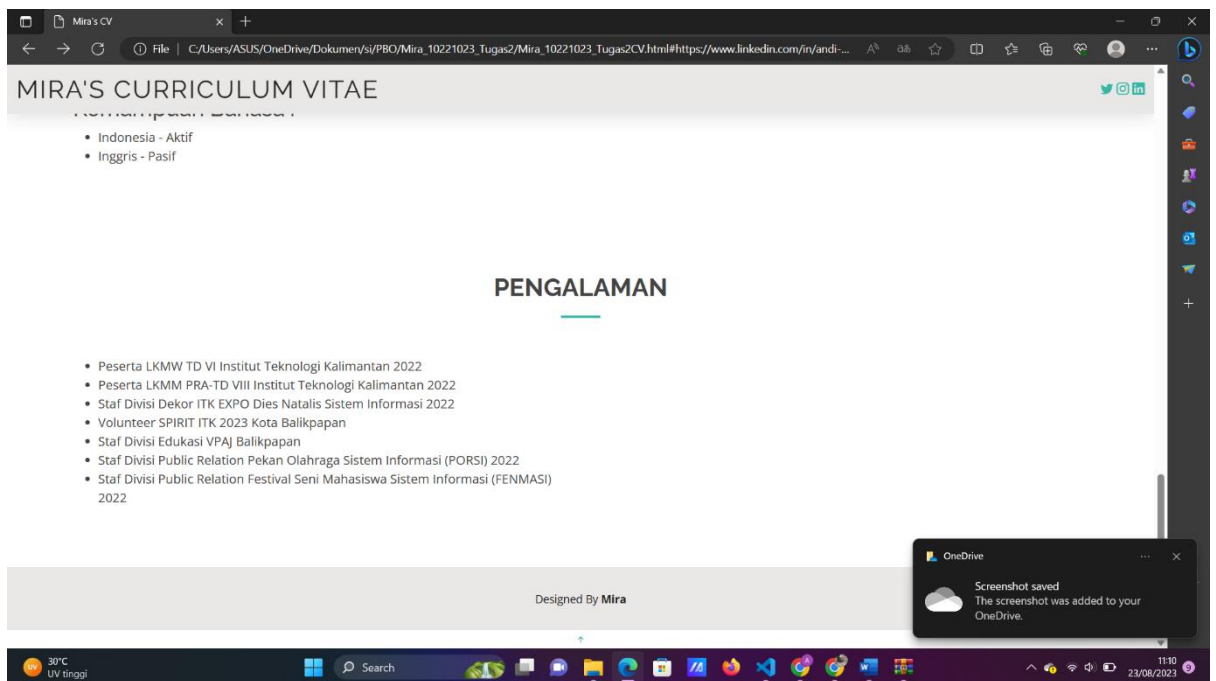 Mira's CV
File | C:/Users/ASUS/OneDrive/Dokumen/si/PBO/Mira_10221023_Tugas2/Mira_10221023_Tugas2CV.html#https://www.linkedin.com/in/andi-...
MIRA'S CURRICULUM VITAE
Kemampuan Bahasa :
• Indonesia - Aktif
• Inggris - Pasif
PENGALAMAN
• Peserta LKMW TD VI Institut Teknologi Kalimantan 2022
• Peserta LKMM PRA-TD VIII Institut Teknologi Kalimantan 2022
• Staf Divisi Dekor ITK EXPO Dies Natalis Sistem Informasi 2022
• Volunteer SPIRIT ITK 2023 Kota Balikpapan
• Staf Divisi Edukasi VPAJ Balikpapan
• Staf Divisi Public Relation Pekan Olahraga Sistem Informasi (PORSI) 2022
• Staf Divisi Public Relation Festival Seni Mahasiswa Sistem Informasi (FENMASI)
2022
OneDrive
Screenshot saved
The screenshot was added to your
OneDrive.
Designed By Mira
30°C
UV tinggi
Search
11:10
23/08/2023
9